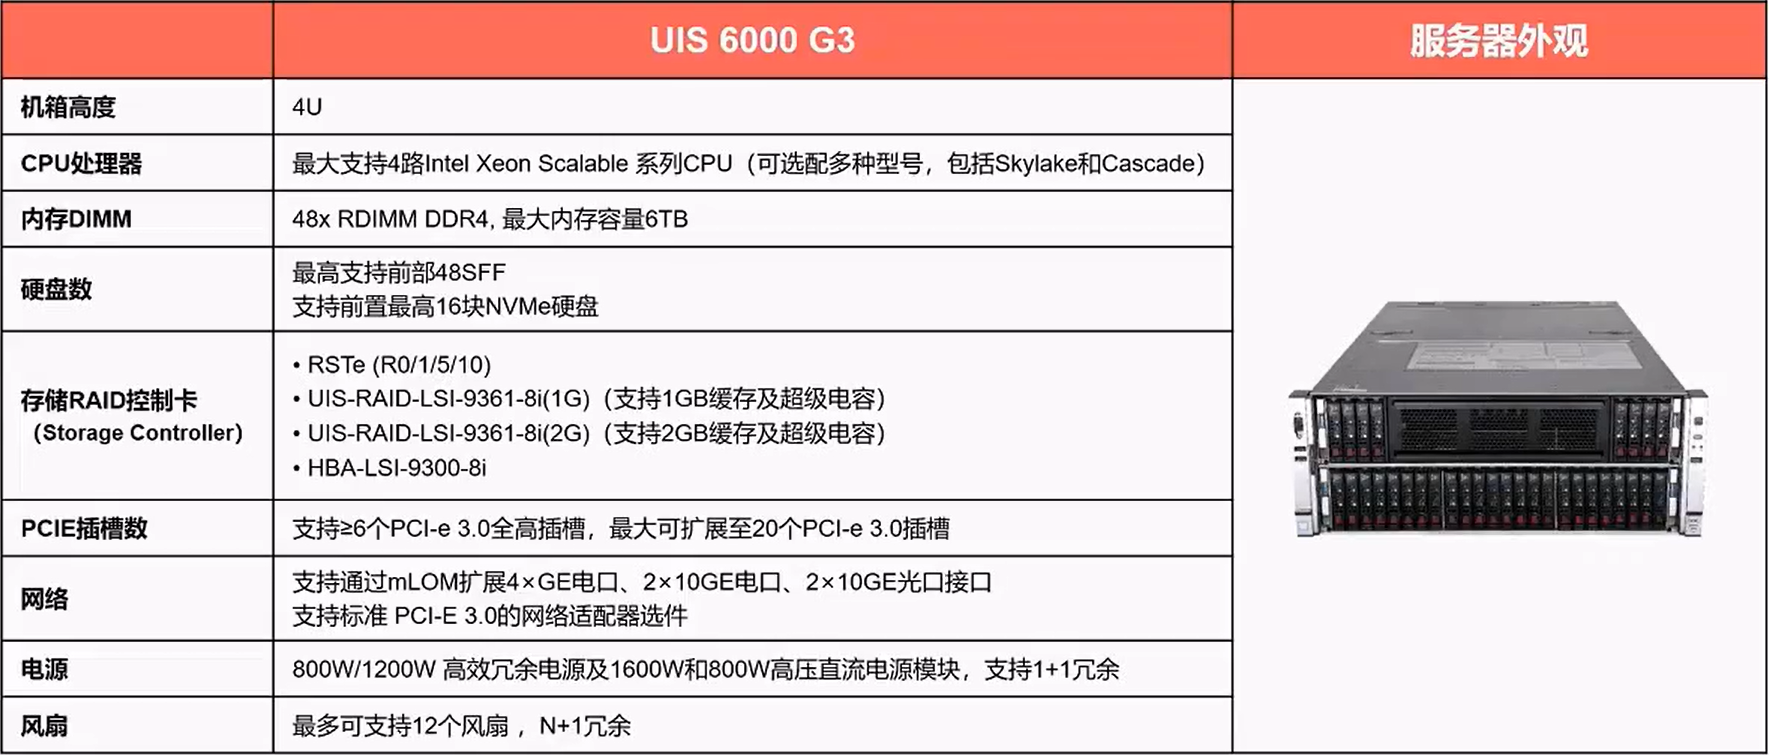 UIS 6000 G3
服务器外观
机箱高度
4U
CPU处理器
最大支持4路Intel Xeon Scalable 系列CPU（可选配多种型号，包括Skylake和Cascade）
内存DIMM
48x RDIMM DDR4, 最大内存容量6TB
硬盘数
最高支持前部48SFF
支持前置最高16块NVMe硬盘
存储RAID控制卡
（Storage Controller）
• RSTe (R0/1/5/10)
• UIS-RAID-LSI-9361-8i(1G)（支持1GB缓存及超级电容）
• UIS-RAID-LSI-9361-8i(2G)（支持2GB缓存及超级电容）
• HBA-LSI-9300-8i
PCIE插槽数
支持≥6个PCI-e 3.0全高插槽，最大可扩展至20个PCI-e 3.0插槽
网络
支持通过mLOM扩展4×GE电口、2×10GE电口、2×10GE光口接口
支持标准 PCI-E 3.0的网络适配器选件
电源
800W/1200W 高效冗余电源及1600W和800W高压直流电源模块，支持1+1冗余
风扇
最多可支持12个风扇 ，N+1冗余